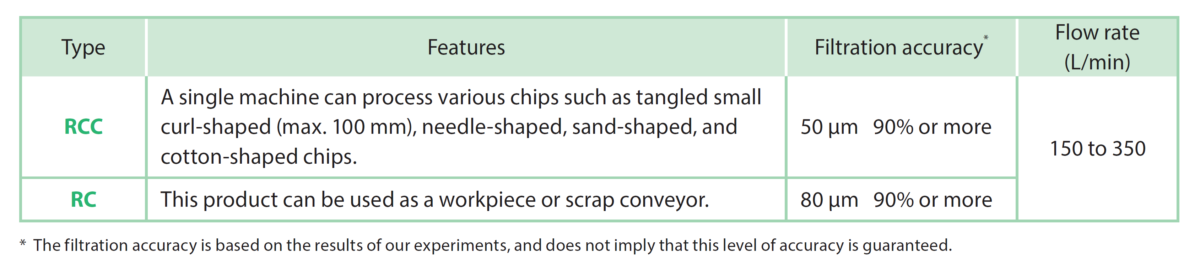 Type
Features
Filtration accuracy*
Flow rate
(L/min)
RCC
A single machine can process various chips such as tangled small
curl-shaped (max. 100 mm), needle-shaped, sand-shaped, and
cotton-shaped chips.
50 μm 90% or more
150 to 350
RC
This product can be used as a workpiece or scrap conveyor.
80 μm 90% or more
* The filtration accuracy is based on the results of our experiments, and does not imply that this level of accuracy is guaranteed.